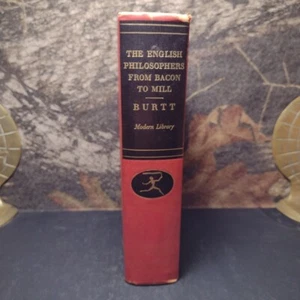 THE ENGLISH
PHILOSOPHERS
FROM BACON
TO MILL
BURTT
Modern Library